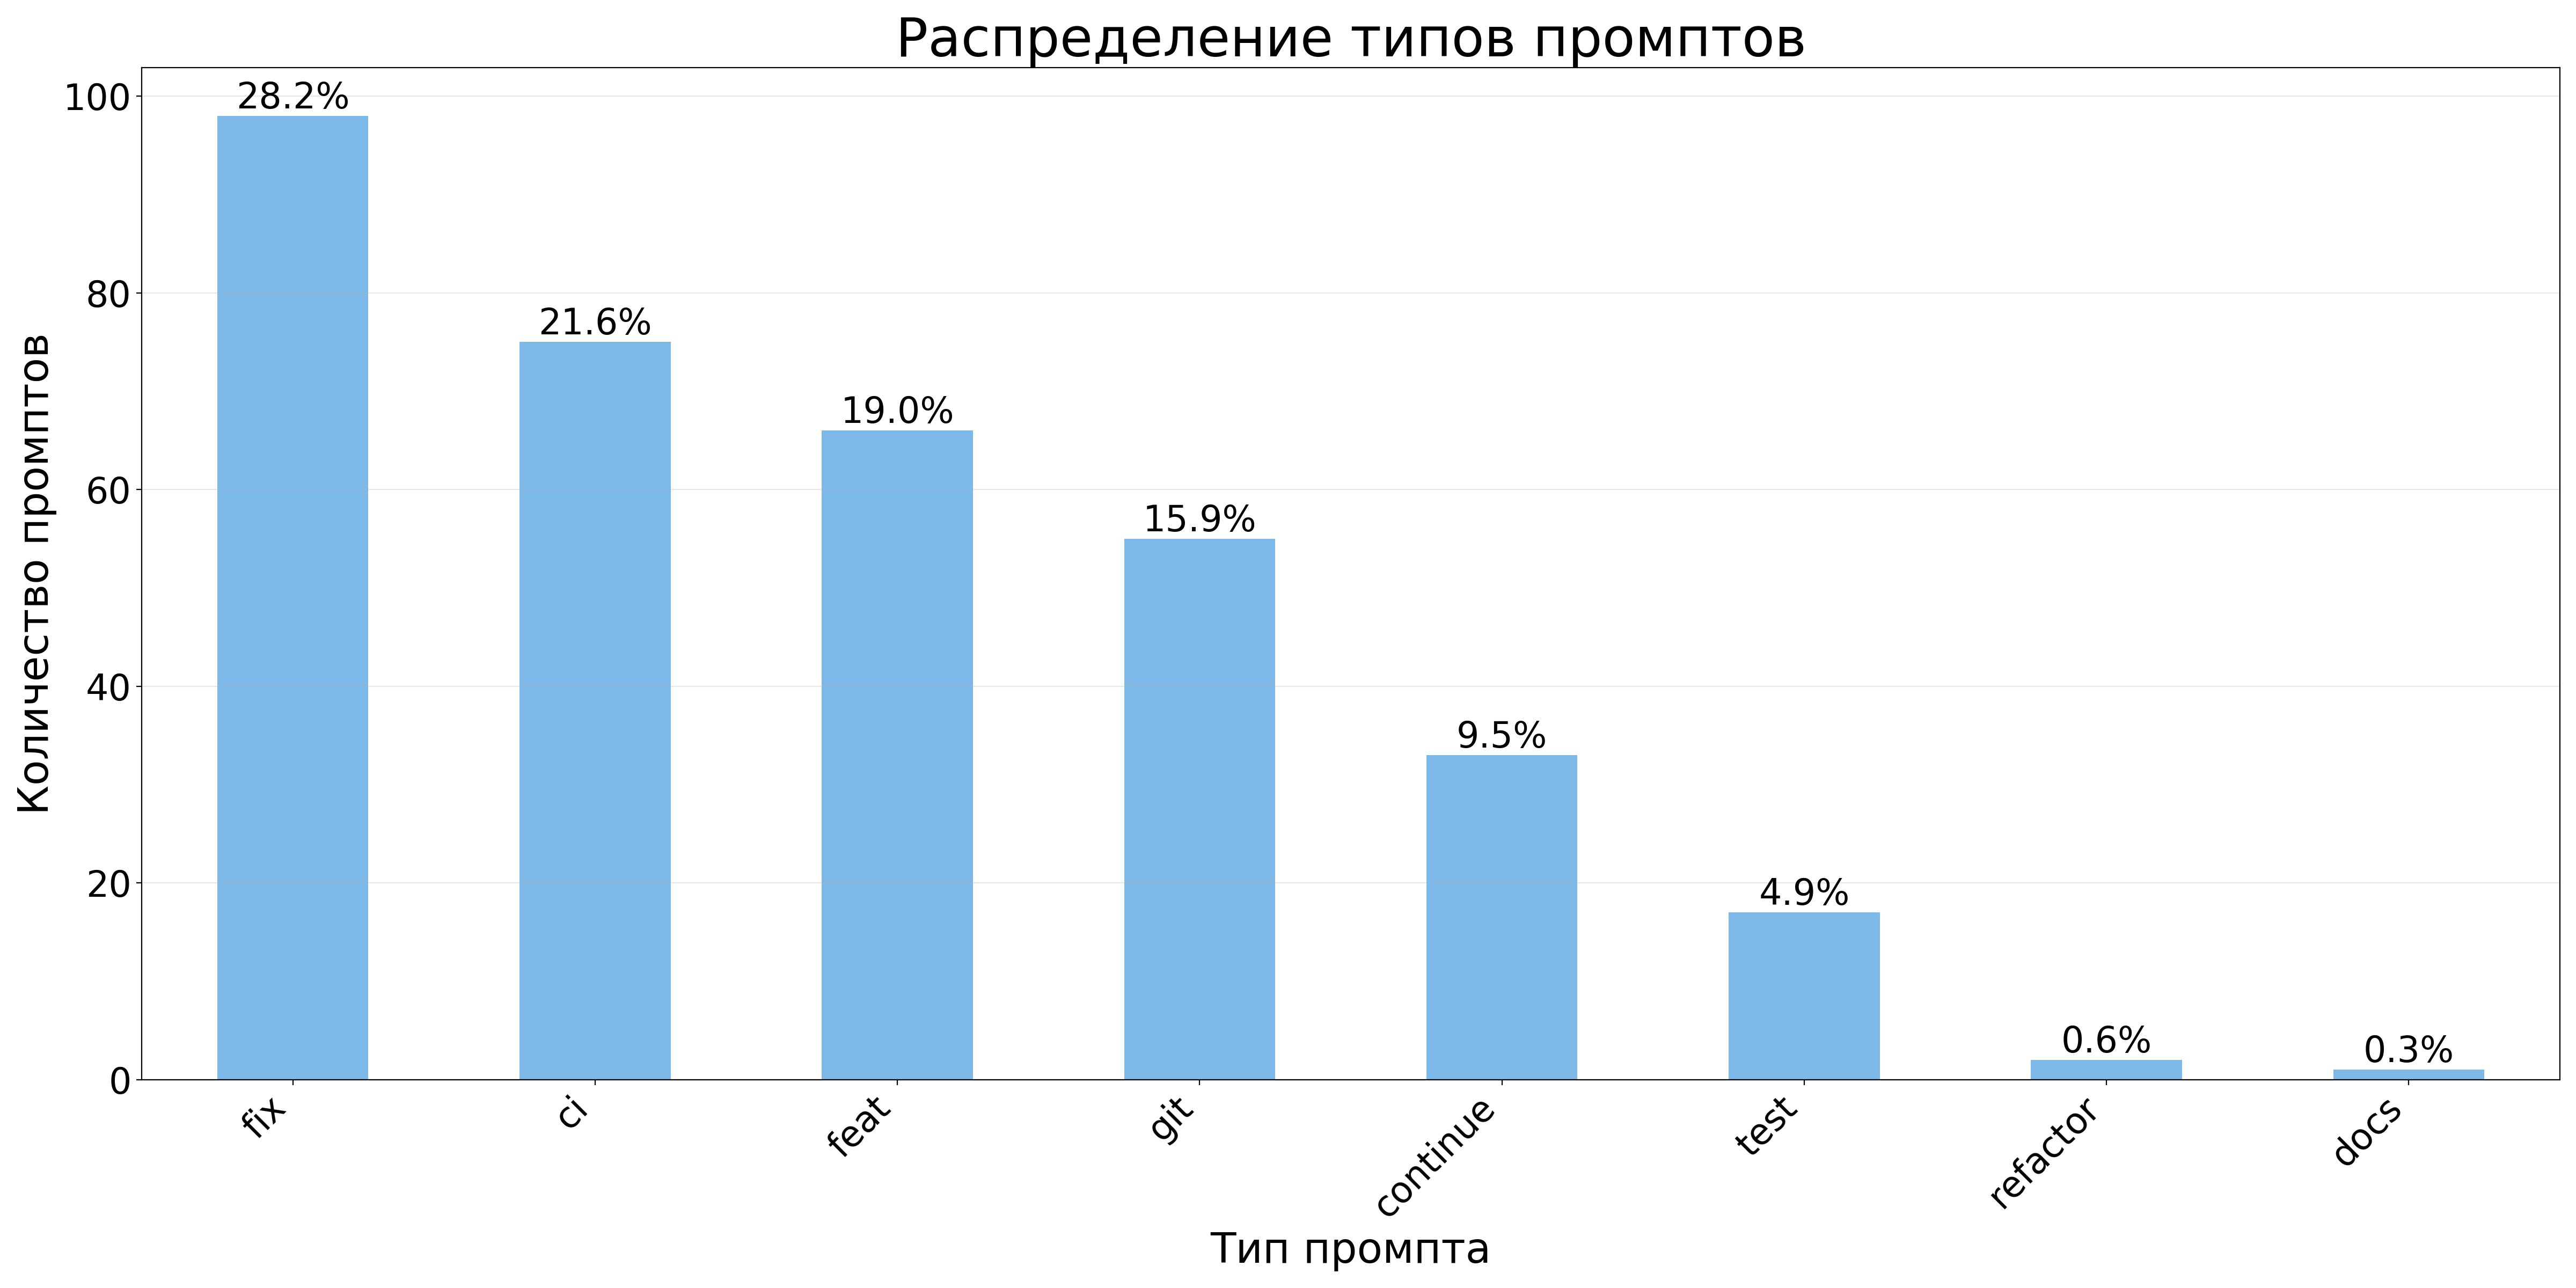 Распределение типов промптов
Количество промптов
100
80
60
40
20
0
28.2%
21.6%
19.0%
15.9%
9.5%
4.9%
0.6%
0.3%
fix
ci
feat
git
continue
test
refactor
docs
Тип промпта